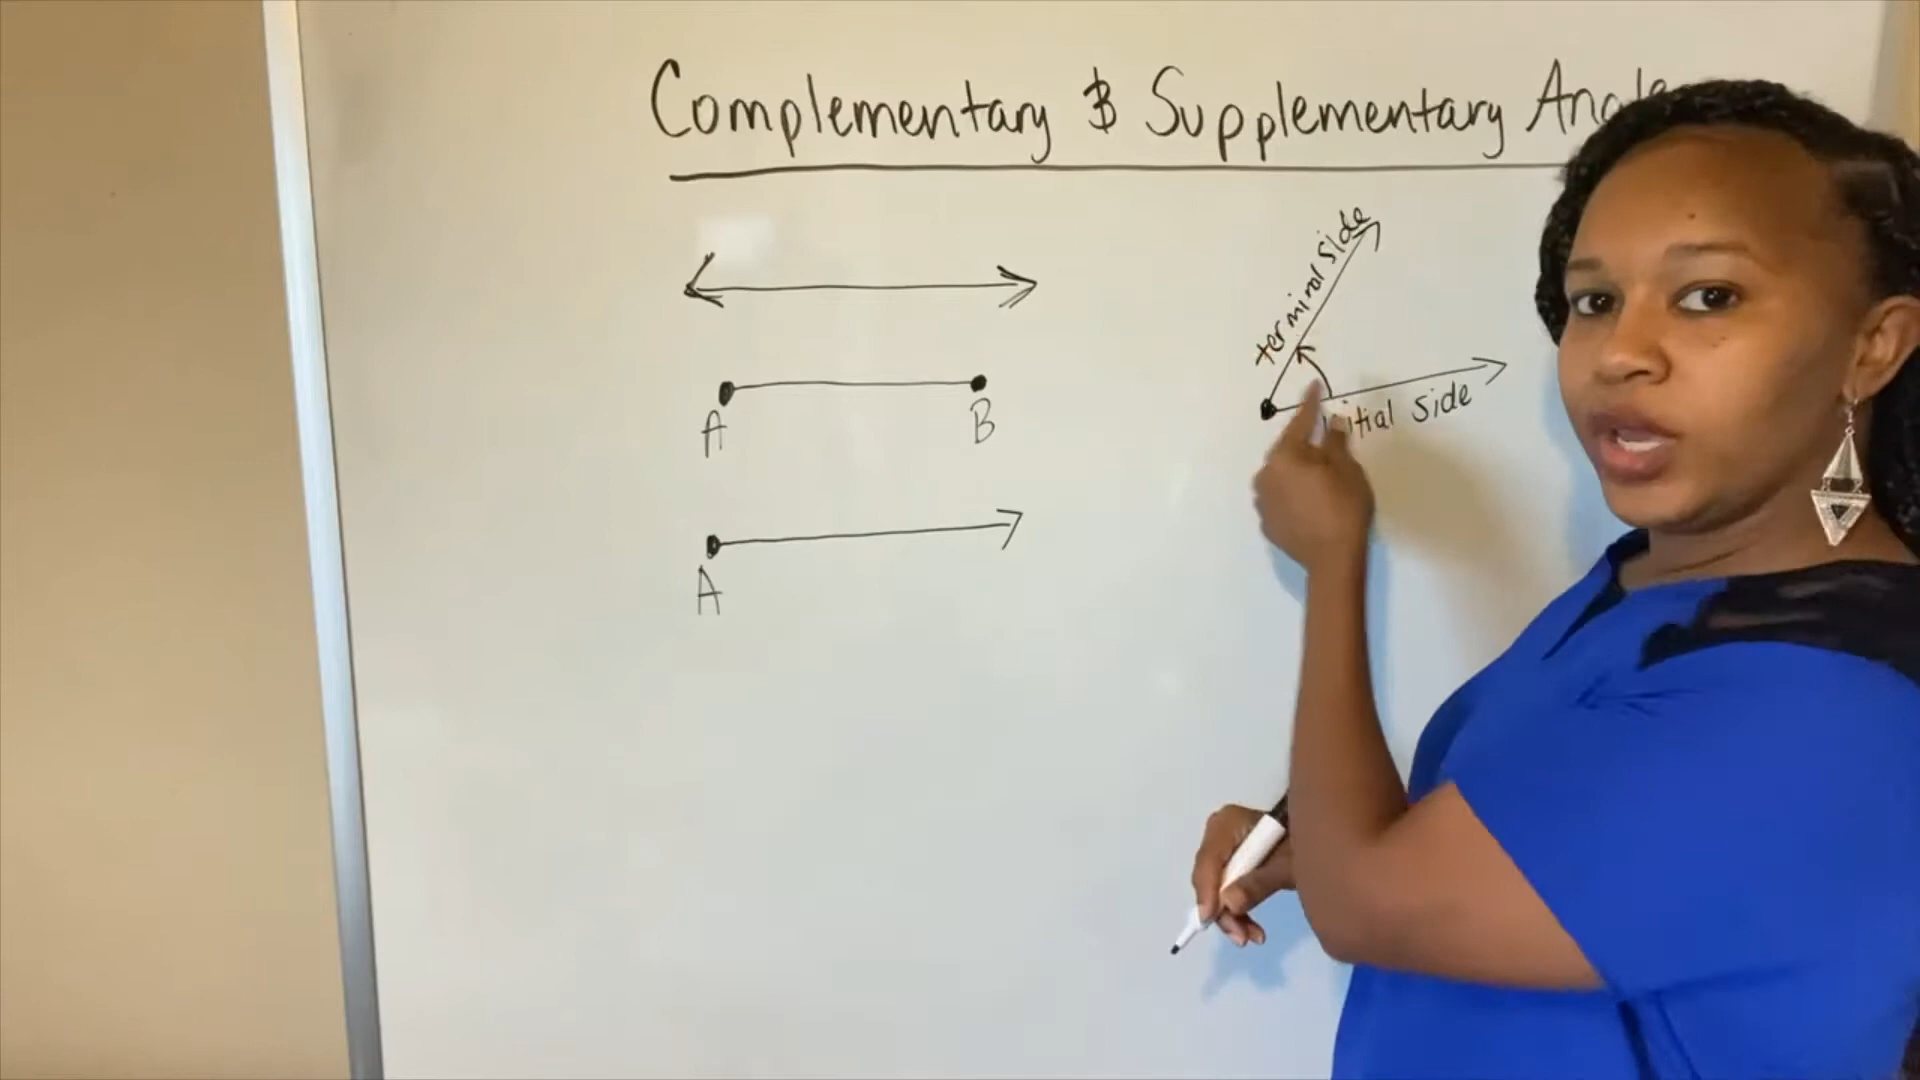 Complementary & Supplementary Angle
terminal side
initial side
A
B
A